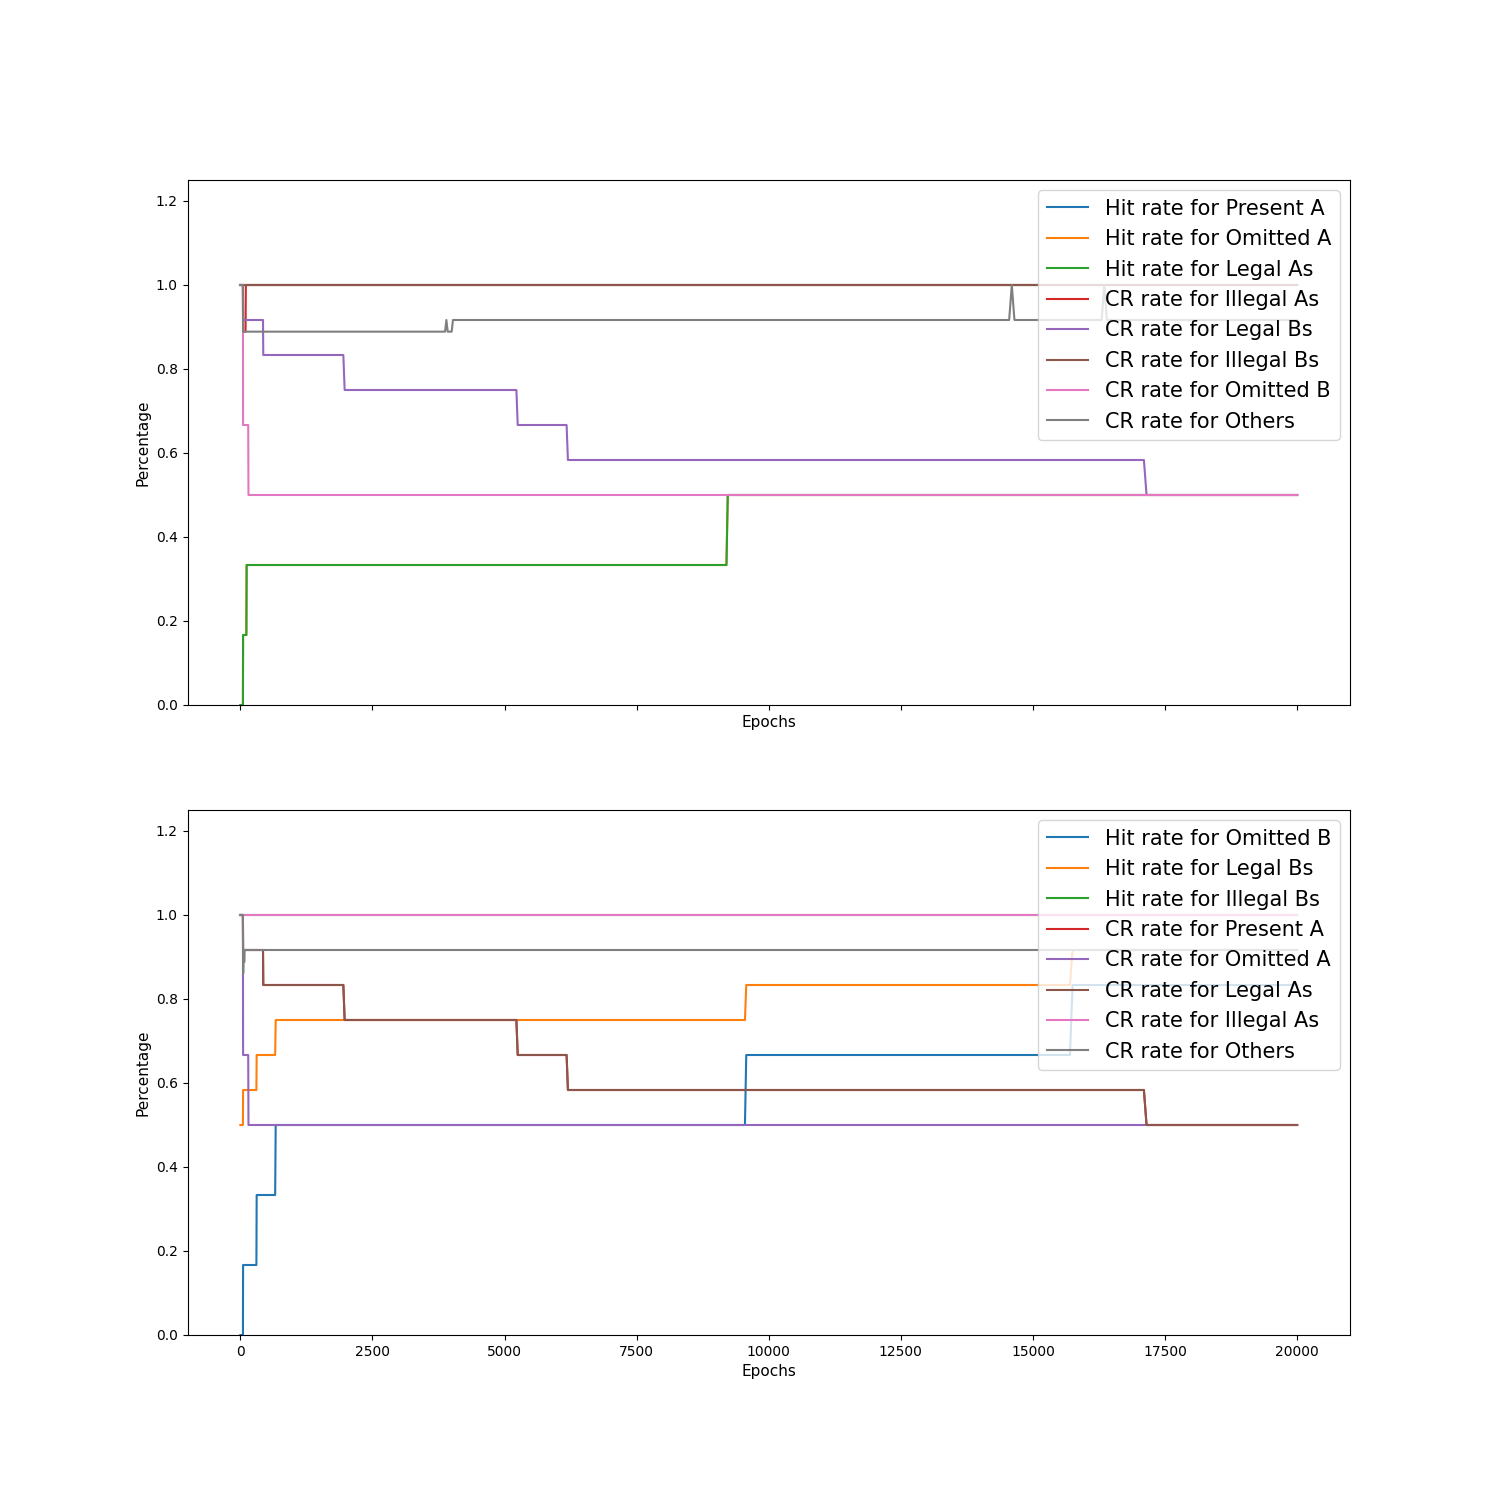 1.2
1.0
0.8
0.6
0.4
0.2
0.0
Percentage
Epochs
Hit rate for Present A
Hit rate for Omitted A
Hit rate for Legal As
CR rate for Illegal As
CR rate for Legal Bs
CR rate for Illegal Bs
CR rate for Omitted B
CR rate for Others
1.2
1.0
0.8
0.6
0.4
0.2
0.0
Percentage
Hit rate for Omitted B
Hit rate for Legal Bs
Hit rate for Illegal Bs
CR rate for Present A
CR rate for Omitted A
CR rate for Legal As
CR rate for Illegal As
CR rate for Others
0 2500 5000 7500 10000 12500 15000 17500 20000
Epochs